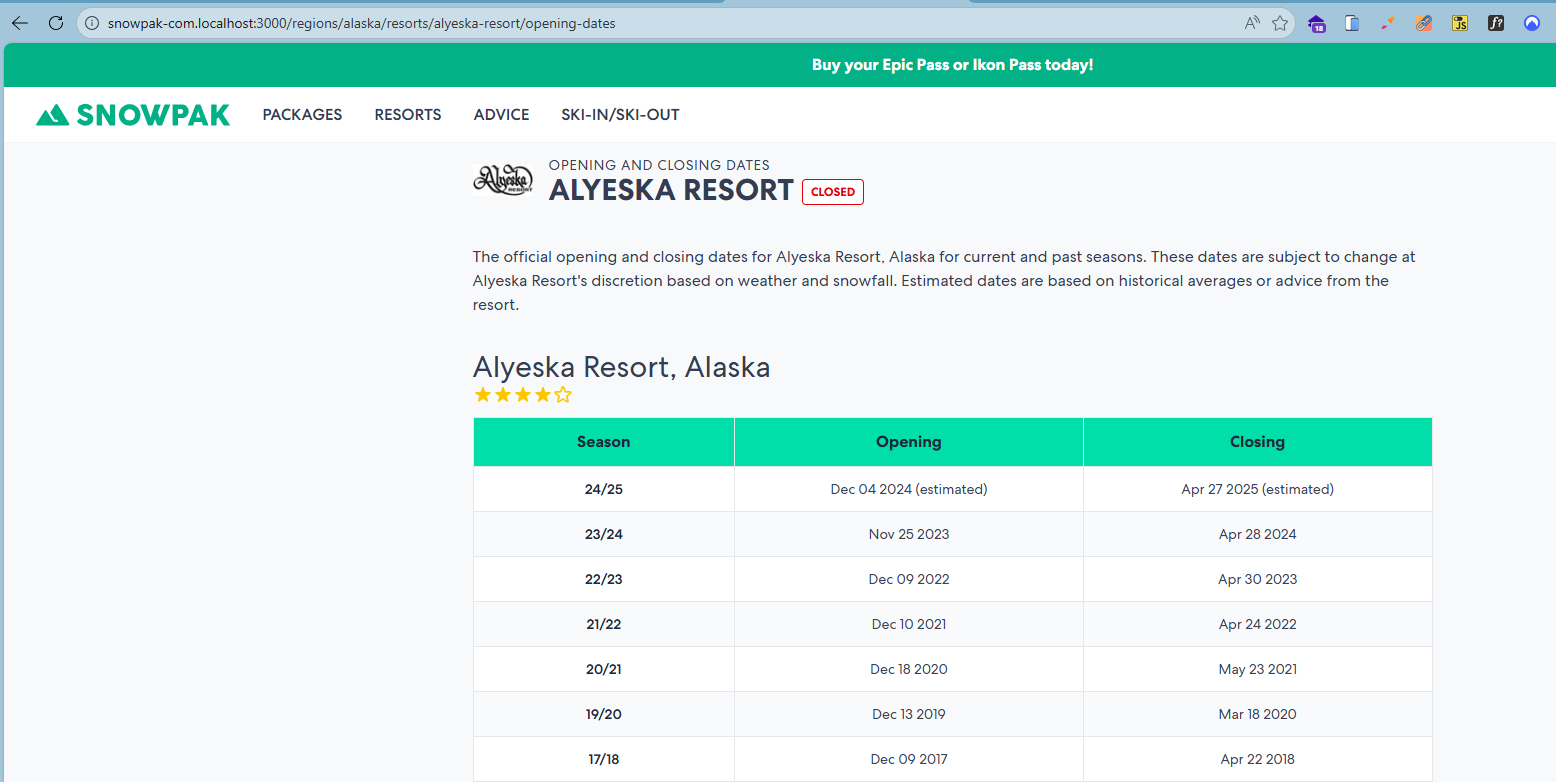 snowpak-com.localhost:3000/regions/alaska/resorts/alyeska-resort/opening-dates
18
JS
f?
Buy your Epic Pass or Ikon Pass today!
SNOWPAK PACKAGES RESORTS ADVICE SKI-IN/SKI-OUT
Alyeska
RESORT
OPENING AND CLOSING DATES
ALYESKA RESORT CLOSED
The official opening and closing dates for Alyeska Resort, Alaska for current and past seasons. These dates are subject to change at
Alyeska Resort's discretion based on weather and snowfall. Estimated dates are based on historical averages or advice from the
resort.
Alyeska Resort, Alaska
Season Opening Closing
24/25 Dec 04 2024 (estimated) Apr 27 2025 (estimated)
23/24 Nov 25 2023 Apr 28 2024
22/23 Dec 09 2022 Apr 30 2023
21/22 Dec 10 2021 Apr 24 2022
20/21 Dec 18 2020 May 23 2021
19/20 Dec 13 2019 Mar 18 2020
17/18 Dec 09 2017 Apr 22 2018